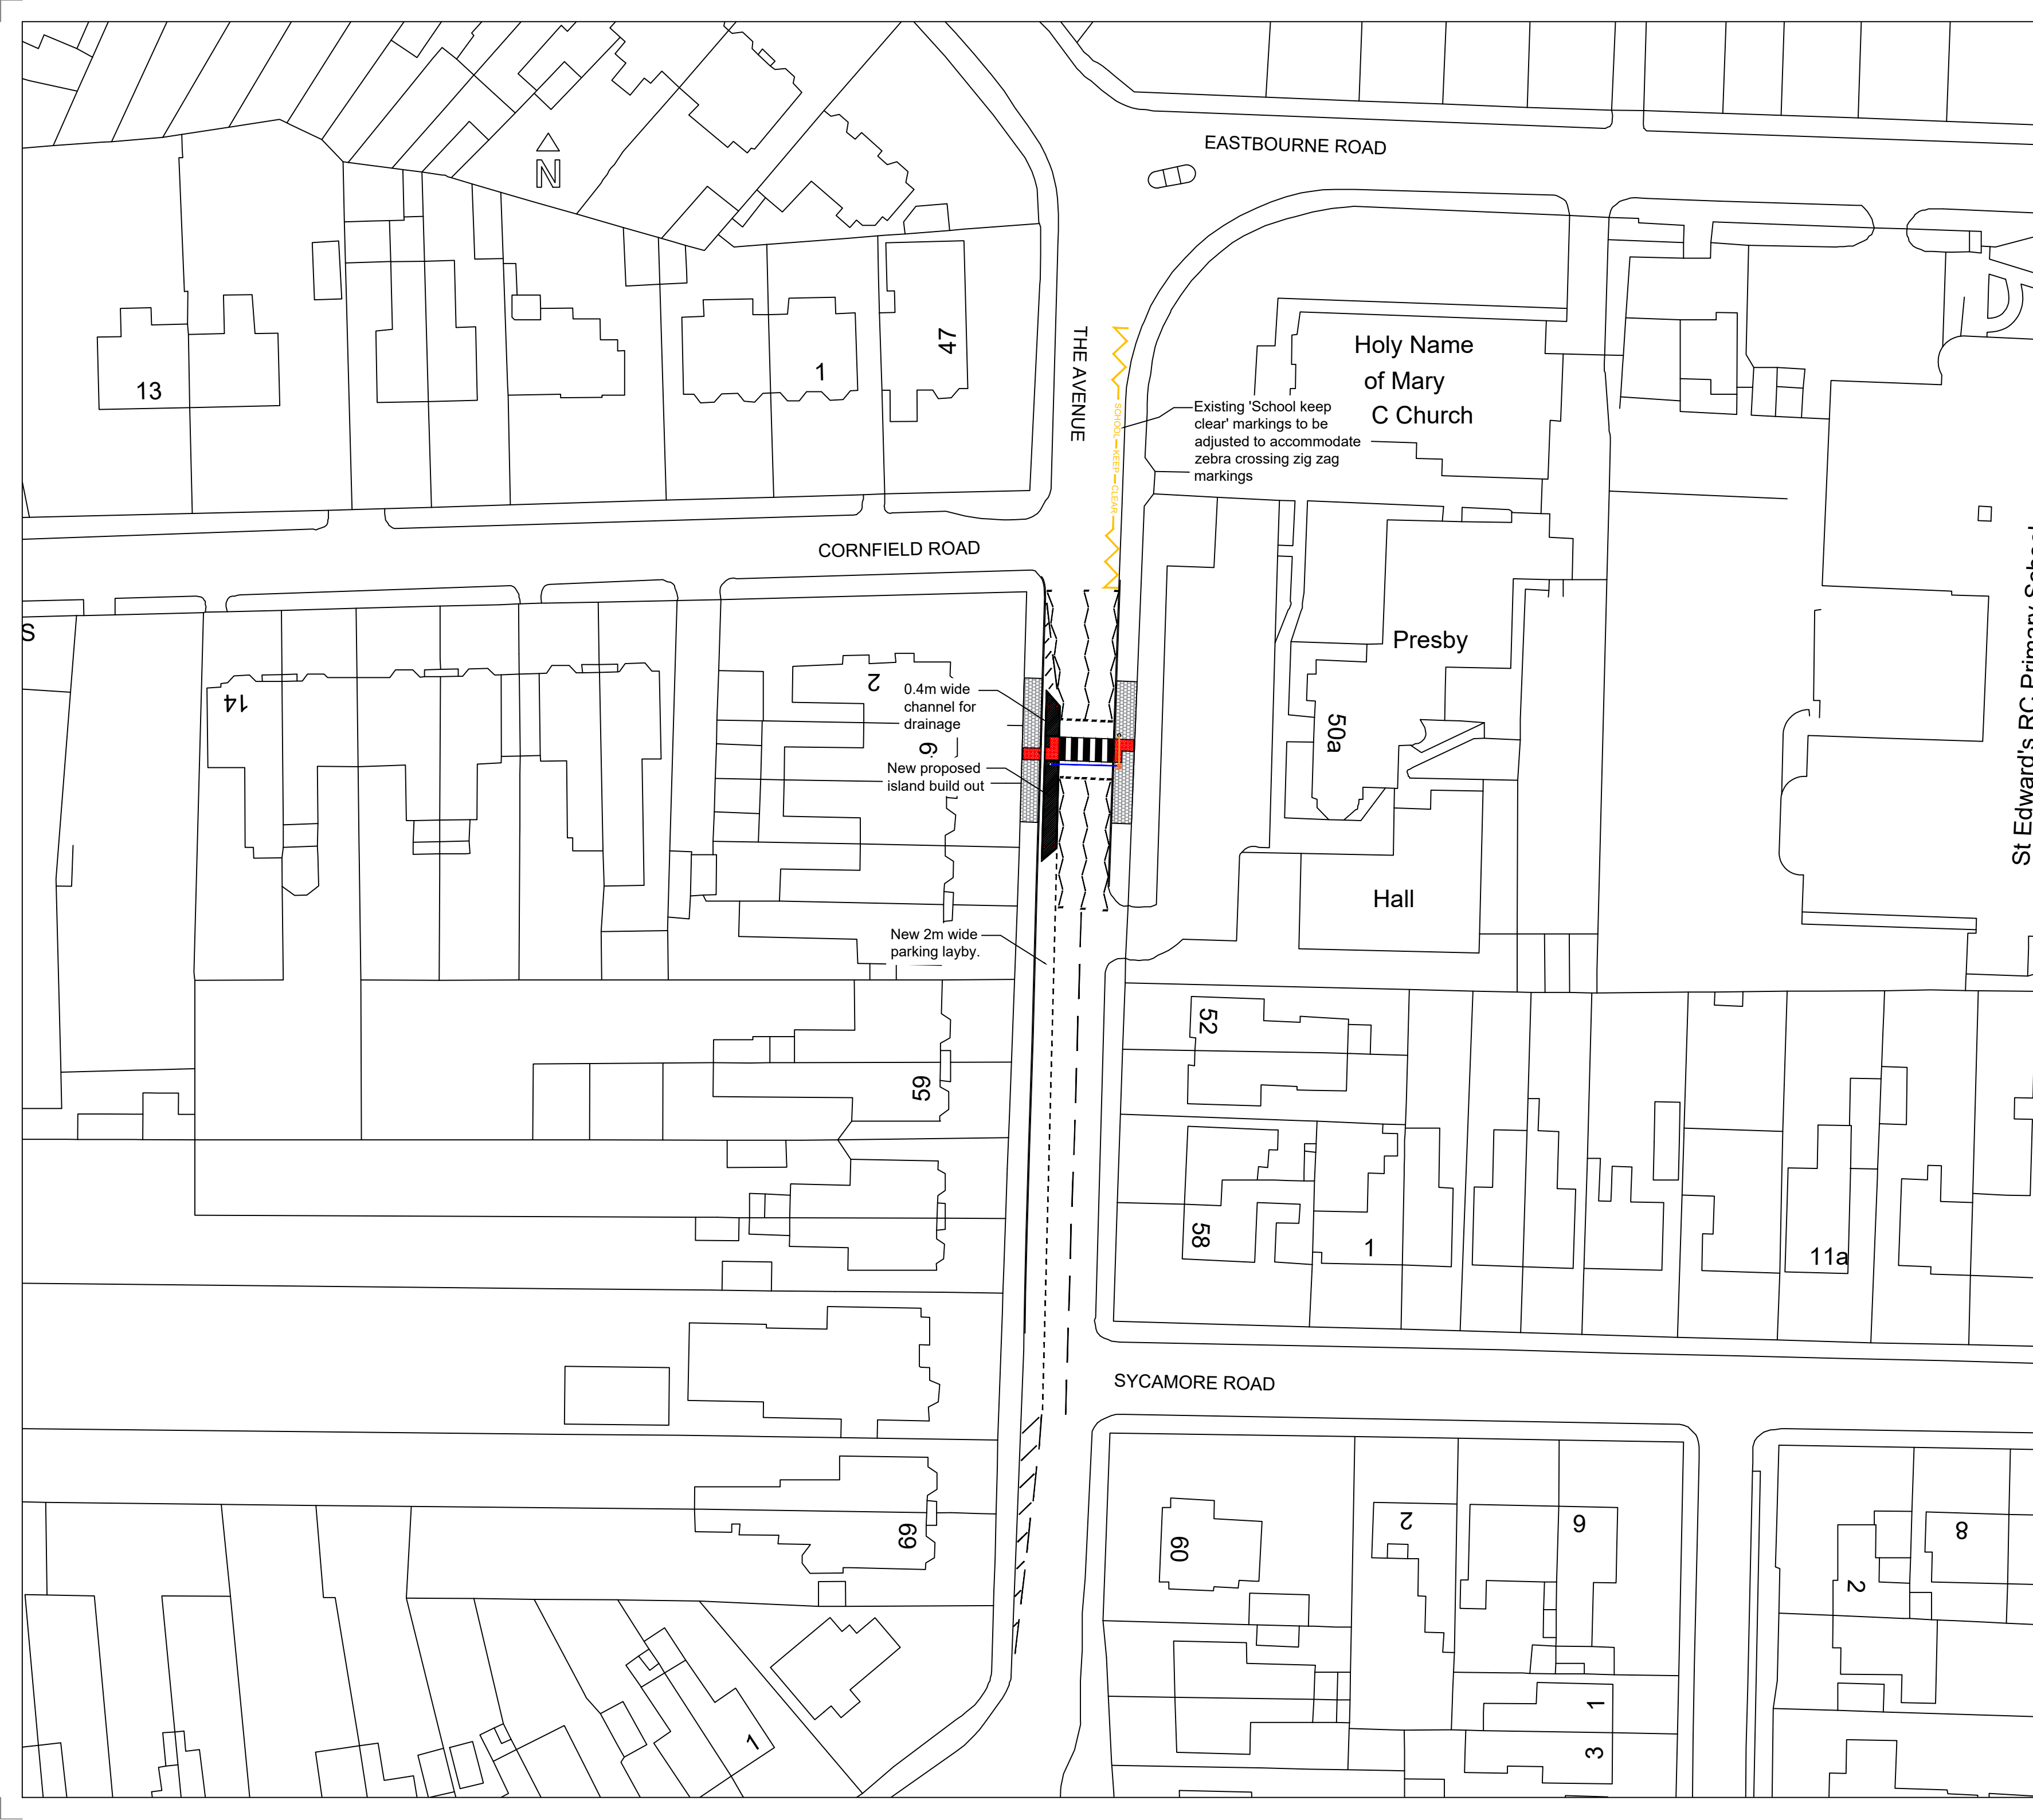 EASTBOURNE ROAD
N
THE AVENUE
47
1
13
Holy Name
of Mary
C Church
Existing 'School keep
clear' markings to be
adjusted to accommodate
zebra crossing zig zag
markings
SCHOOL KEEP CLEAR
CORNFIELD ROAD
S
14
2
0.4m wide
channel for
drainage
9
New proposed
island build out
Presby
50a
St Edward's RC Primary School
Hall
New 2m wide
parking layby.
52
59
58
1
11a
SYCAMORE ROAD
69
60
2
6
2
8
1
3
1